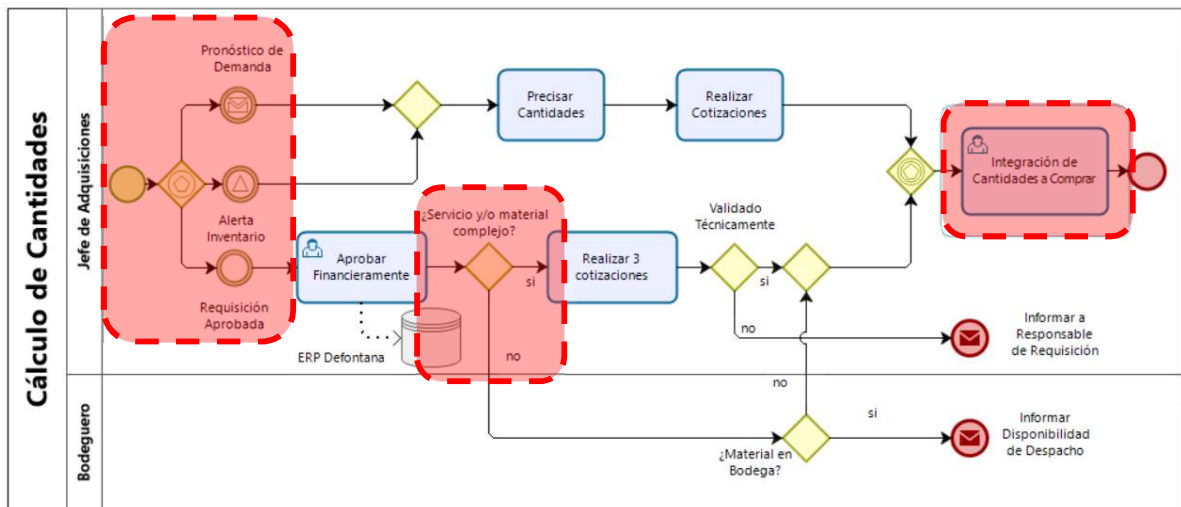 Cálculo de Cantidades
Jefe de Adquisiciones
Pronóstico de
Demanda
Alerta
Inventario
Requisición
Aprobada
Precisar
Cantidades
Realizar
Cotizaciones
Integración de
Cantidades a Comprar
Aprobar
Financieramente
ERP Defontana
¿Servicio y/o material
complejo?
si
no
Realizar 3
cotizaciones
Validado
Técnicamente
si
no
Informar a
Responsable
de Requisición
Bodeguero
¿Material en
Bodega?
no
si
Informar
Disponibilidad
de Despacho